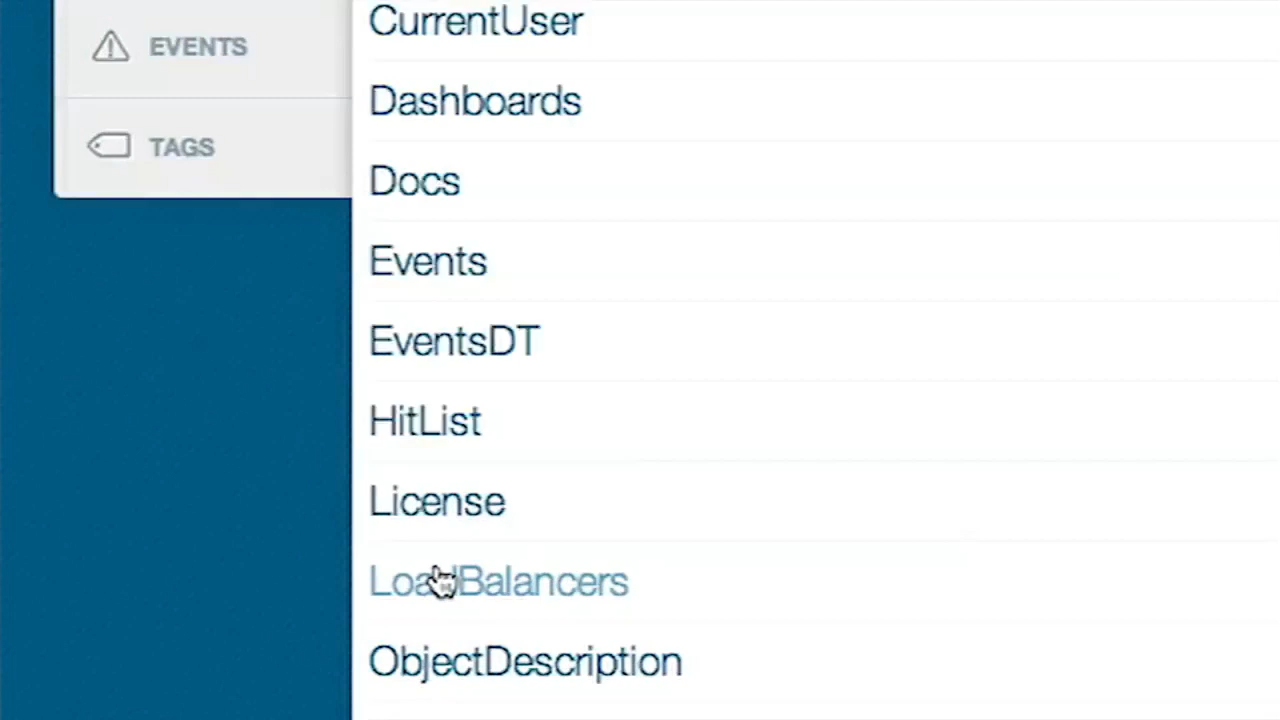 EVENTS
TAGS
CurrentUser
Dashboards
Docs
Events
EventsDT
HitList
License
LoadBalancers
ObjectDescription